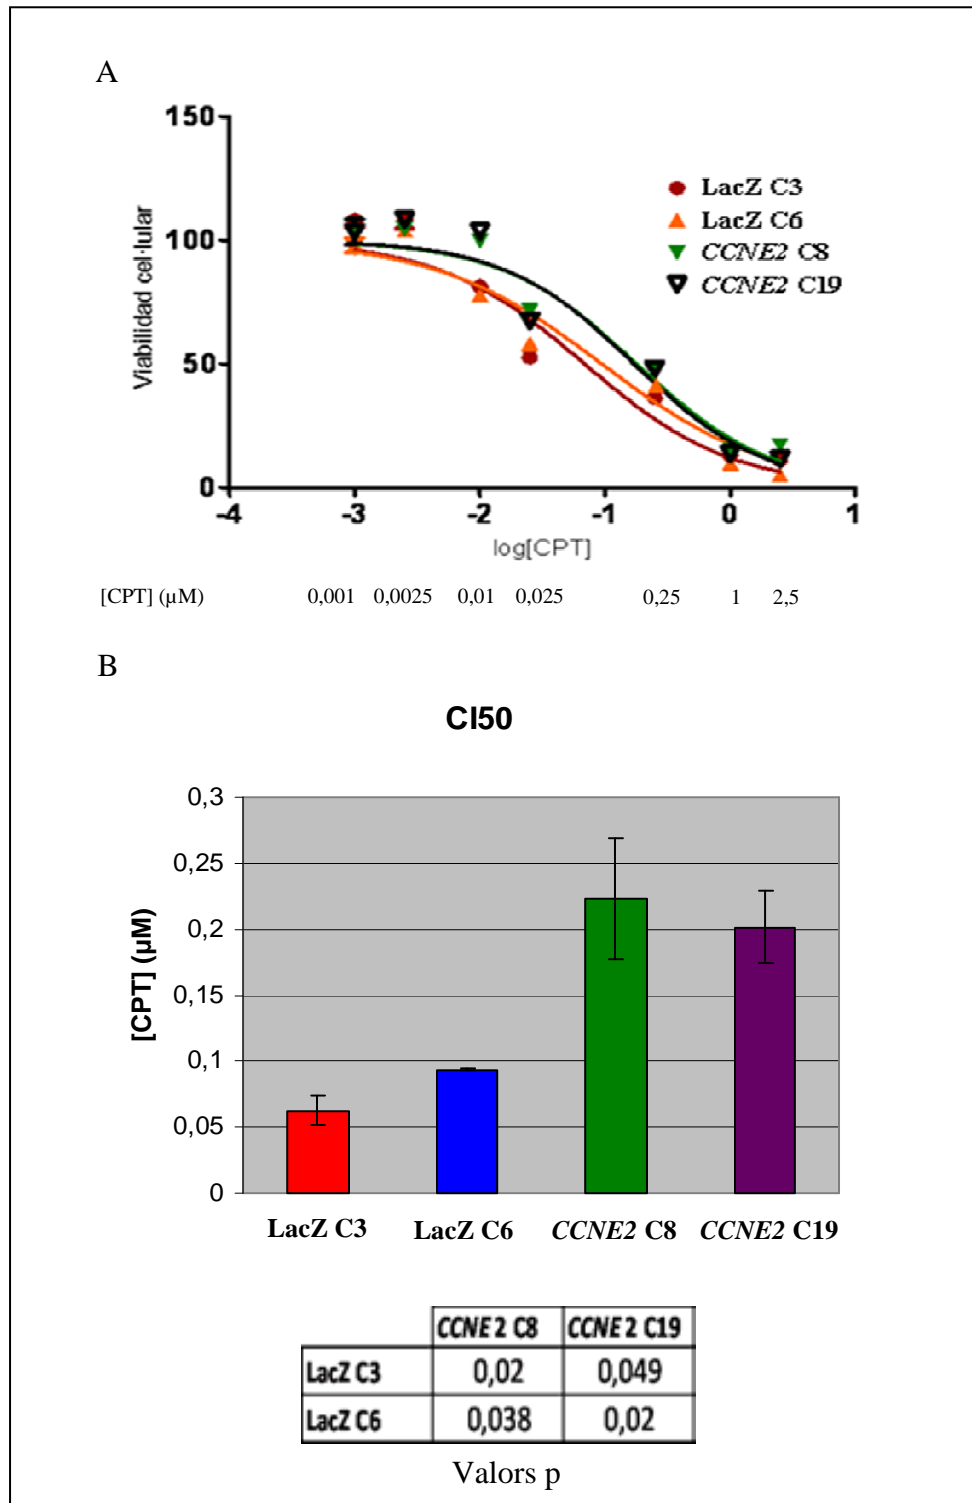 A
150
100
50
0
Viabilidad cel·lular
LacZ C3
LacZ C6
CCNE2 C8
CCNE2 C19
-4 -3 -2 -1 0 1
log[CPT]
[CPT] (µM) 0,001 0,0025 0,01 0,025 0,25 1 2,5
B
CI50
0,3
0,25
0,2
0,15
0,1
0,05
0
[CPT] (µM)
LacZ C3 LacZ C6 CCNE2 C8 CCNE2 C19
CCNE 2 C8 CCNE 2 C19
LacZ C3 0,02 0,049
LacZ C6 0,038 0,02
Valors p